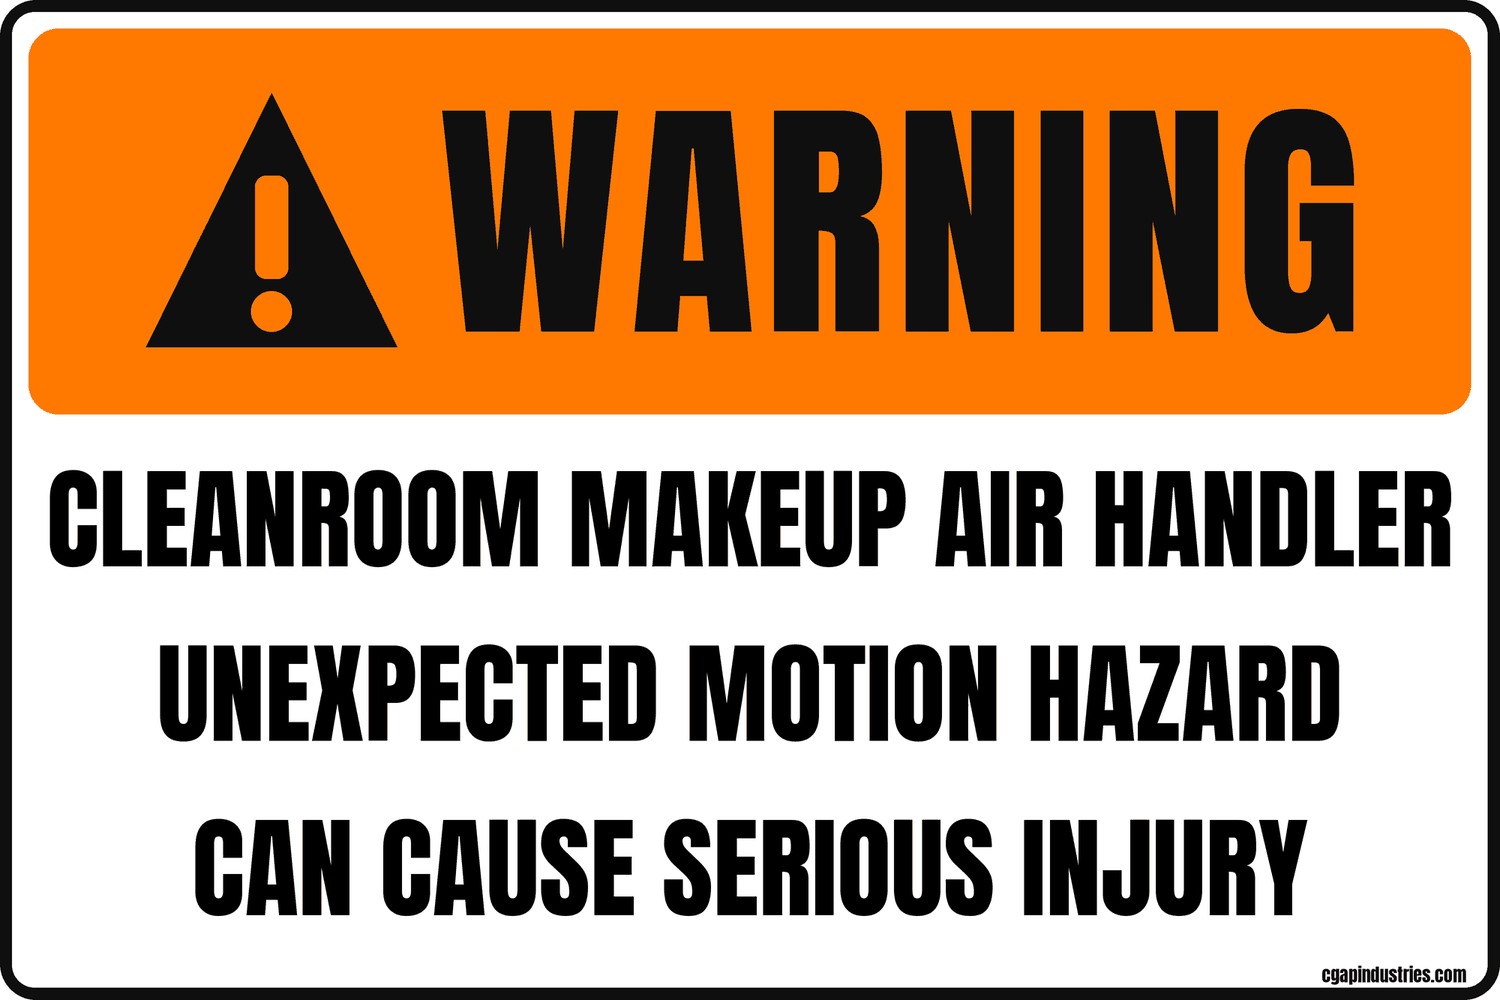 WARNING
CLEANROOM MAKEUP AIR HANDLER
UNEXPECTED MOTION HAZARD
CAN CAUSE SERIOUS INJURY
cgapindustries.com